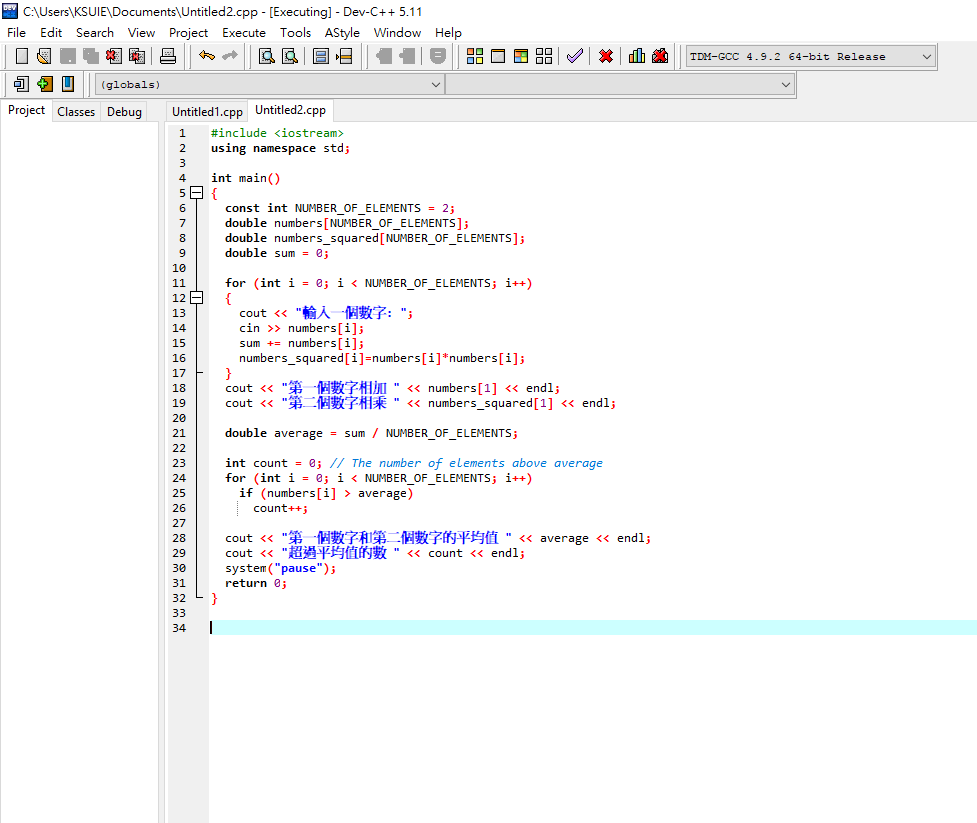 C:\Users\KSUIE\Documents\Untitled2.cpp - [Executing] - Dev-C++ 5.11
File Edit Search View Project Execute Tools AStyle Window Help
TDM-GCC 4.9.2 64-bit Release
(globals)
Project Classes Debug Untitled1.cpp Untitled2.cpp
1 #include <iostream>
2 using namespace std;
3
4 int main()
5 {
6 const int NUMBER_OF_ELEMENTS = 2;
7 double numbers[NUMBER_OF_ELEMENTS];
8 double numbers_squared[NUMBER_OF_ELEMENTS];
9 double sum = 0;
10
11 for (int i = 0; i < NUMBER_OF_ELEMENTS; i++)
12 {
13 cout << "輸入一個數字: ";
14 cin >> numbers[i];
15 sum += numbers[i];
16 numbers_squared[i]=numbers[i]*numbers[i];
17 }
18 cout << "第一個數字相加 " << numbers[1] << endl;
19 cout << "第二個數字相乘 " << numbers_squared[1] << endl;
20
21 double average = sum / NUMBER_OF_ELEMENTS;
22
23 int count = 0; // The number of elements above average
24 for (int i = 0; i < NUMBER_OF_ELEMENTS; i++)
25 if (numbers[i] > average)
26 count++;
27
28 cout << "第一個數字和第二個數字的平均值 " << average << endl;
29 cout << "超過平均值的數 " << count << endl;
30 system("pause");
31 return 0;
32 }
33
34